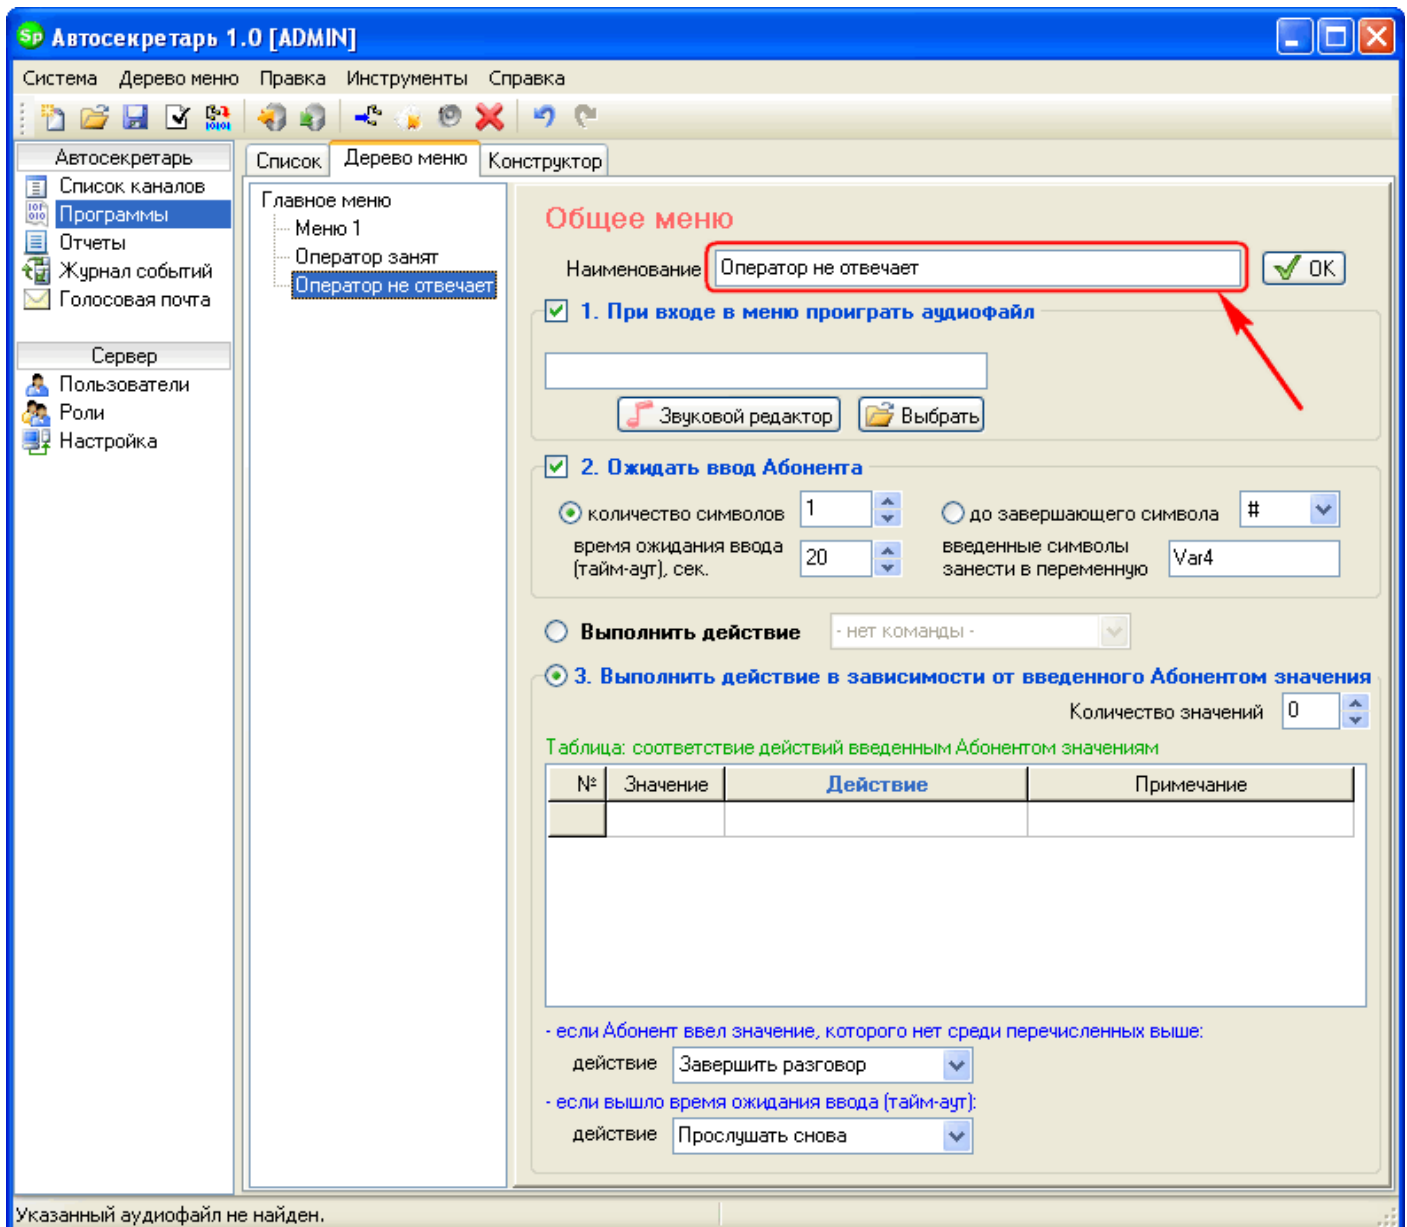 Sp Автосекретарь 1.0 [ADMIN]
Система Дерево меню Правка Инструменты Справка
Автосекретарь
Список каналов
Программы
Отчеты
Журнал событий
Голосовая почта
Сервер
Пользователи
Роли
Настройка
Список Дерево меню Конструктор
Главное меню
Меню 1
Оператор занят
Оператор не отвечает
Общее меню
Наименование Оператор не отвечает OK
1. При входе в меню проиграть аудиофайл
Звуковой редактор Выбрать
2. Ожидать ввод Абонента
количество символов 1 до завершающего символа #
время ожидания ввода
(тайм-аут), сек. 20
введенные символы
занести в переменную Var4
Выполнить действие - нет команды -
3. Выполнить действие в зависимости от введенного Абонентом значения
Количество значений 0
Таблица: соответствие действий введенным Абонентом значениям
№ Значение Действие Примечание
- если Абонент ввел значение, которого нет среди перечисленных выше:
действие Завершить разговор
- если вышло время ожидания ввода (тайм-аут):
действие Прослушать снова
Указанный аудиофайл не найден.